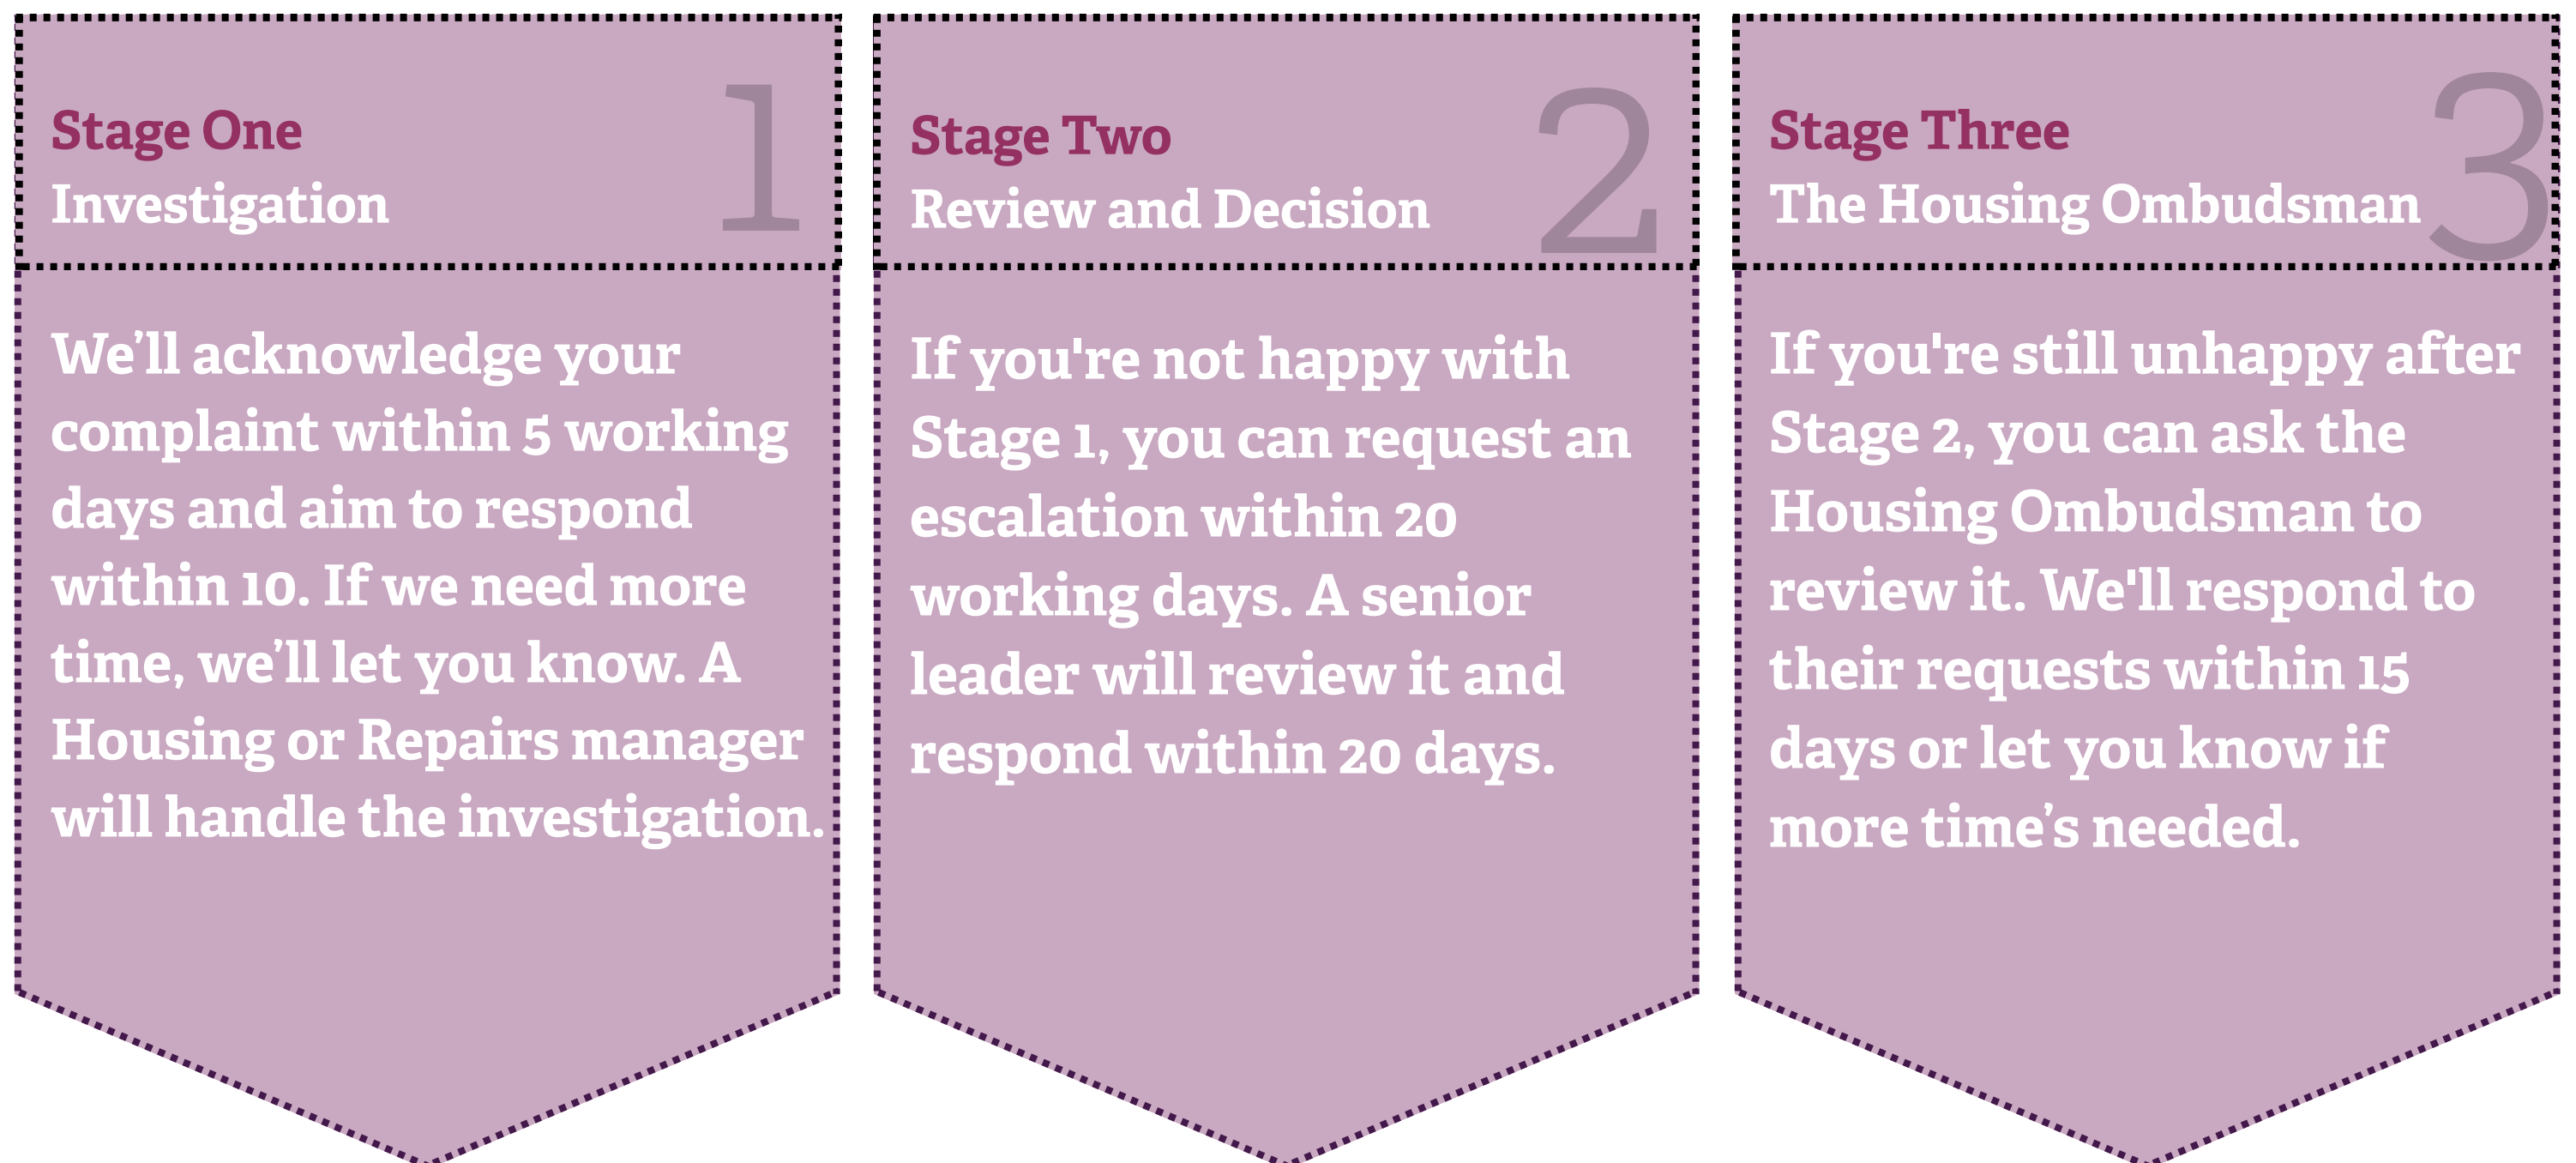 Stage One
Investigation
1
We’ll acknowledge your
complaint within 5 working
days and aim to respond
within 10. If we need more
time, we’ll let you know. A
Housing or Repairs manager
will handle the investigation.
Stage Two
Review and Decision
2
If you're not happy with
Stage 1, you can request an
escalation within 20
working days. A senior
leader will review it and
respond within 20 days.
Stage Three
The Housing Ombudsman
3
If you're still unhappy after
Stage 2, you can ask the
Housing Ombudsman to
review it. We'll respond to
their requests within 15
days or let you know if
more time’s needed.